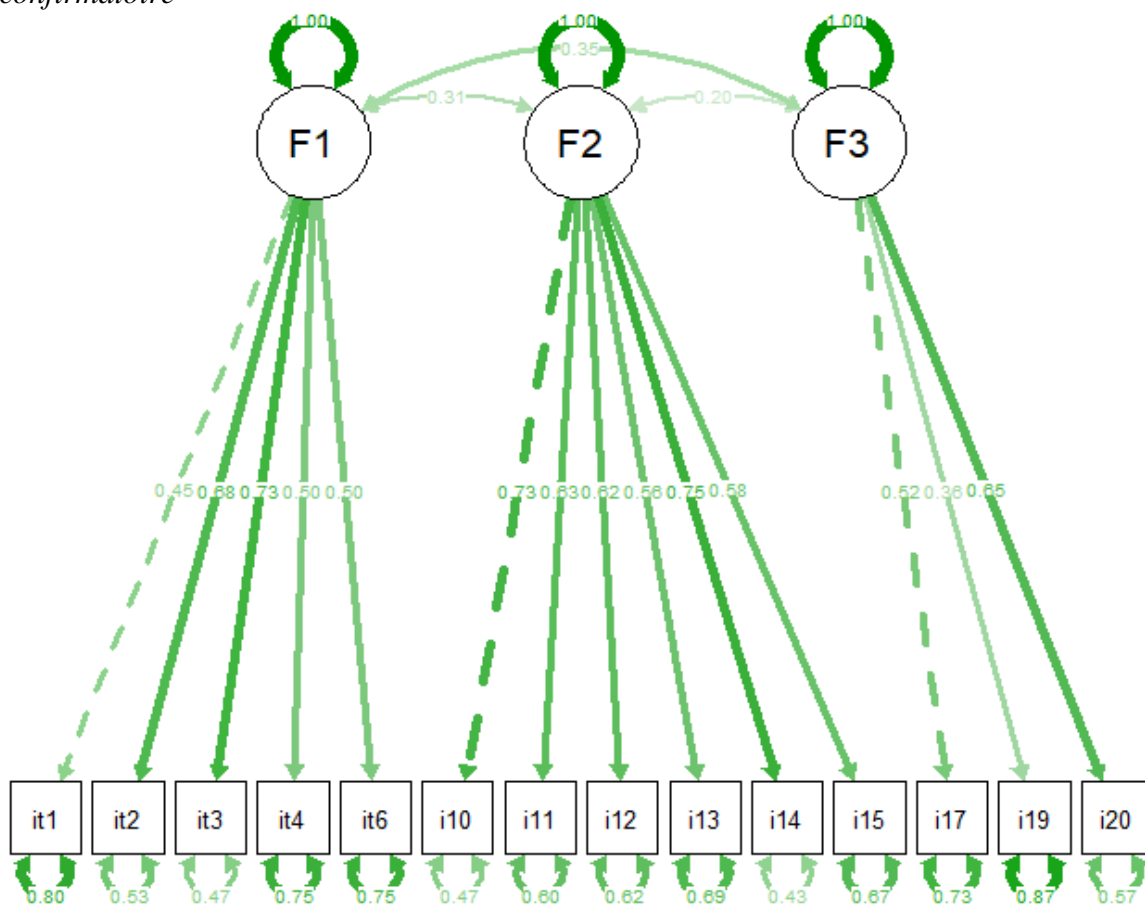 confirmatoire
1.00 1.00 1.00
0.35
0.31 0.20
F1 F2 F3
0.45 0.68 0.73 0.50 0.50 0.73 0.63 0.62 0.56 0.75 0.58 0.52 0.36 0.65
it1 it2 it3 it4 it6 i10 i11 i12 i13 i14 i15 i17 i19 i20
0.80 0.53 0.47 0.75 0.75 0.47 0.60 0.62 0.69 0.43 0.67 0.73 0.87 0.57